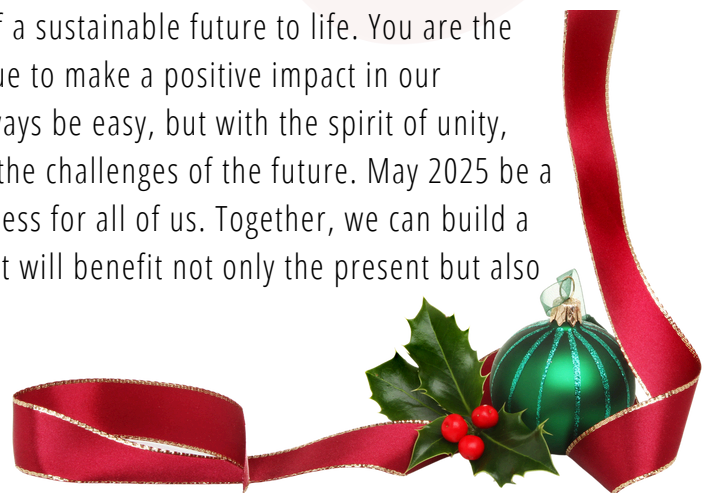 f a sustainable future to life. You are the
ue to make a positive impact in our
ways be easy, but with the spirit of unity,
the challenges of the future. May 2025 be a
ess for all of us. Together, we can build a
t will benefit not only the present but also